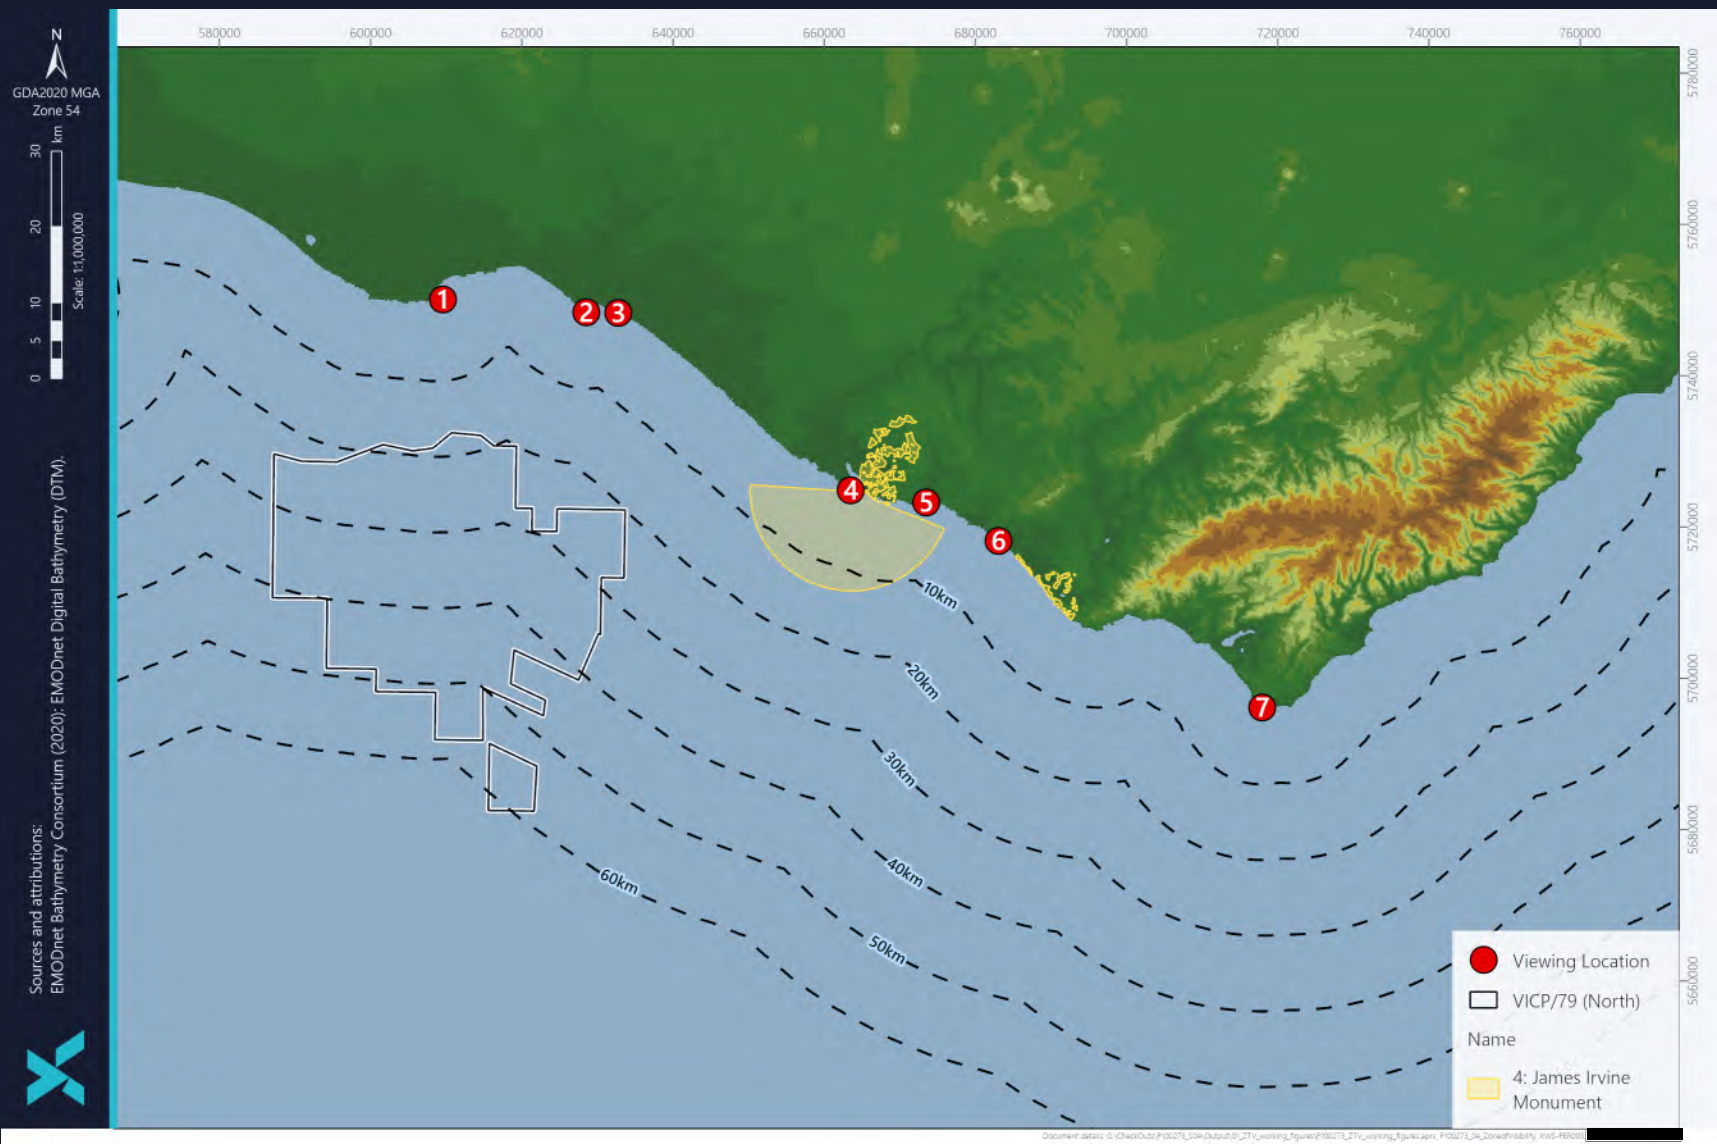 580000 600000 620000 640000 660000 680000 700000 720000 740000 760000
N
GDA2020 MGA
Zone 54
km
30
20
10
5
0
Scale: 1:1,000,000
Sources and attributions:
EMODnet Bathymetry Consortium (2020): EMODnet Digital Bathymetry (DTM).
5780000
5760000
5740000
5720000
5700000
5680000
5660000
1
2
3
4
5
6
7
10km
20km
30km
40km
50km
60km
Viewing Location
VICP/79 (North)
Name
4: James Irvine
Monument
Document details: